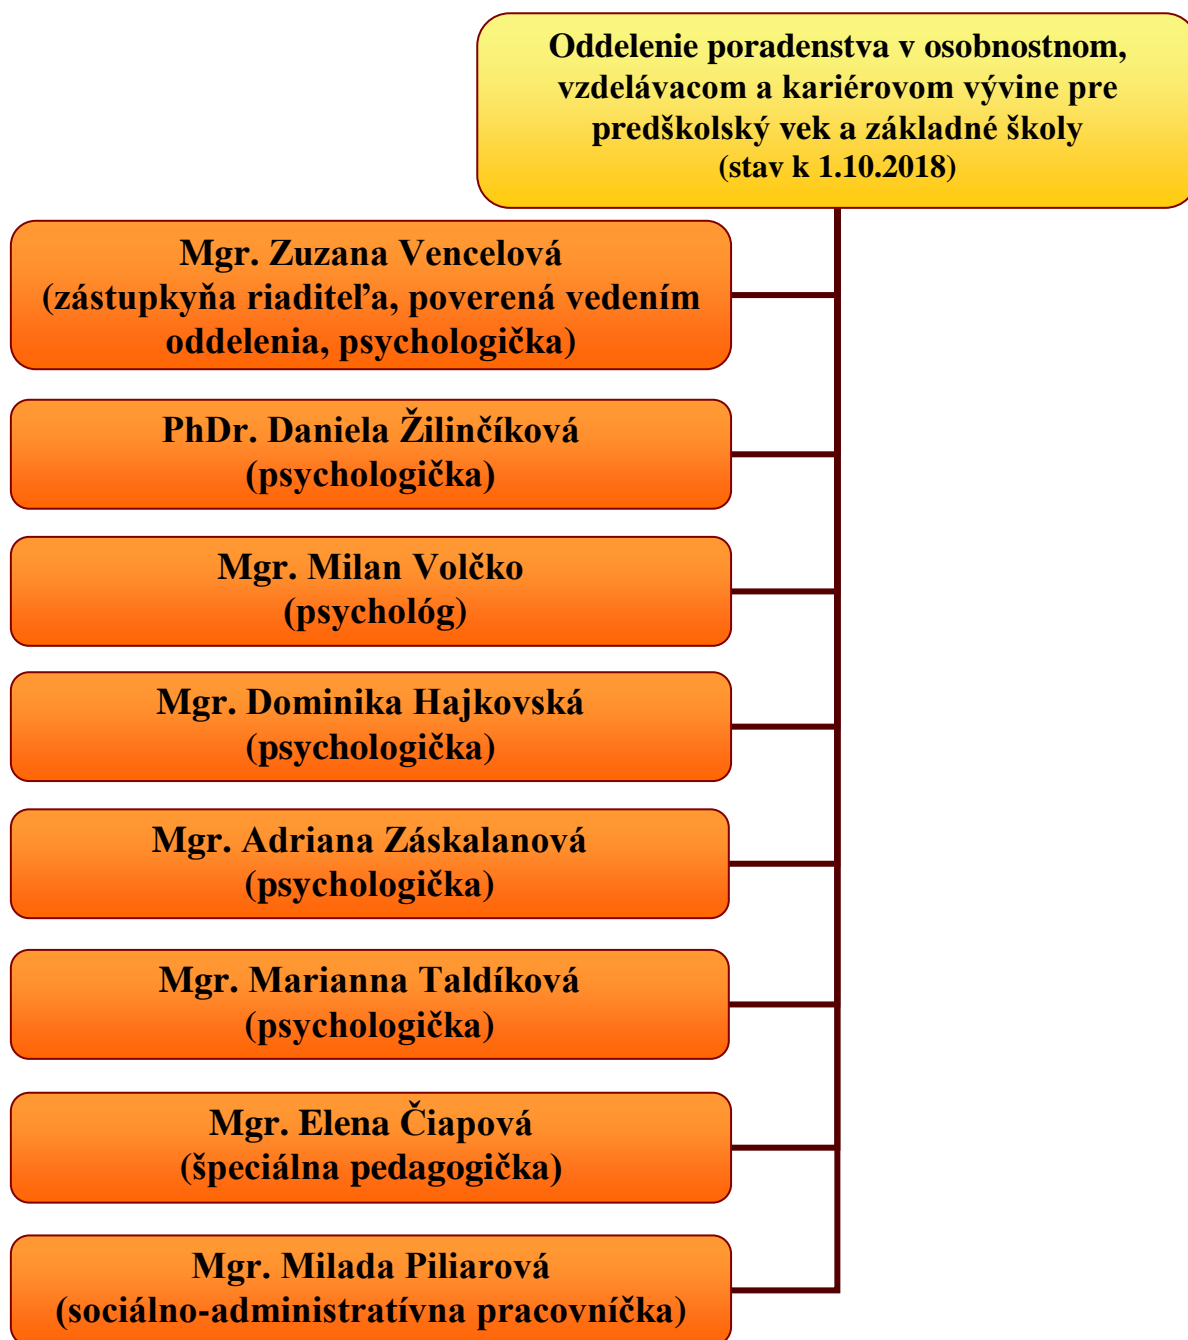 Oddelenie poradenstva v osobnostnom,
vzdelávacom a kariérovom vývine pre
predškolský vek a základné školy
(stav k 1.10.2018)
Mgr. Zuzana Vencelová
(zástupkyňa riaditeľa, poverená vedením
oddelenia, psychologička)
PhDr. Daniela Žilinčíková
(psychologička)
Mgr. Milan Volčko
(psychológ)
Mgr. Dominika Hajkovská
(psychologička)
Mgr. Adriana Záskalanová
(psychologička)
Mgr. Marianna Taldíková
(psychologička)
Mgr. Elena Čiapová
(špeciálna pedagogička)
Mgr. Milada Piliarová
(sociálno-administratívna pracovníčka)